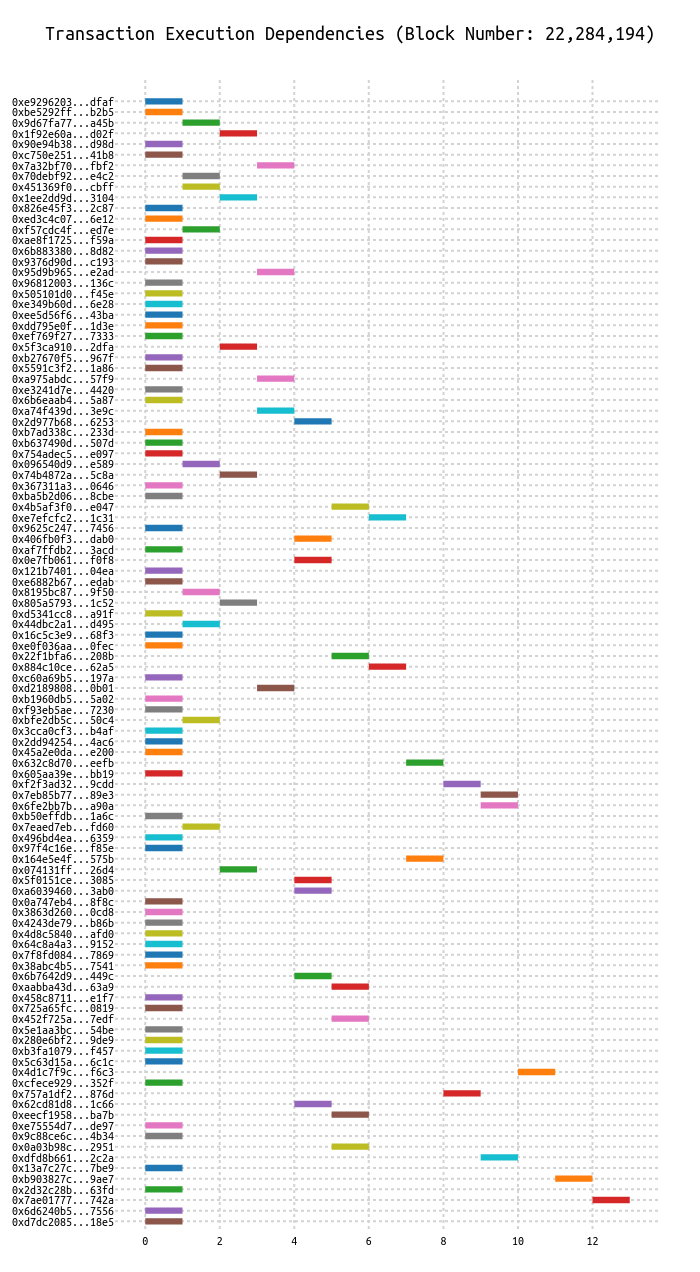 Transaction Execution Dependencies (Block Number: 22,284,194)
0xe9296203...dfaf
0xbe5292ff...b2b5
0x9d67fa77...a45b
0x1f92e60a...d02f
0x90e94b38...d98d
0xc750e251...41b8
0x7a32bf70...fbf2
0x70debf92...e4c2
0x451369f0...cbff
0x1ee2dd9d...3104
0x826e45f3...2c87
0xed3c4c07...6e12
0xf57cdc4f...ed7e
0xae8f1725...f59a
0x6b883380...8d82
0x9376d90d...c193
0x95d9b965...e2ad
0x96812003...136c
0x505101d0...f45e
0xe349b60d...6e28
0xee5d56f6...43ba
0xdd795e0f...1d3e
0xef769f27...7333
0x5f3ca910...2dfa
0xb27670f5...967f
0x5591c3f2...1a86
0xa975abdc...57f9
0xe3241d7e...4420
0x6b6eaab4...5a87
0xa74f439d...3e9c
0x2d977b68...6253
0xb7ad338c...233d
0xb637490d...507d
0x754adec5...e097
0x096540d9...e589
0x74b4872a...5c8a
0x367311a3...0646
0xba5b2d06...8cbe
0x4b5af3f0...e047
0xe7efcfc2...1c31
0x9625c247...7456
0x406fb0f3...dab0
0xaf7ffdb2...3acd
0x0e7fb061...f0f8
0x121b7401...04ea
0xe6882b67...edab
0x8195bc87...9f50
0x805a5793...1c52
0xd5341cc8...a91f
0x44dbc2a1...d495
0x16c5c3e9...68f3
0xe0f036aa...0fec
0x22f1bfa6...208b
0x884c10ce...62a5
0xc60a69b5...197a
0xd2189808...0b01
0xb1960db5...5a02
0xf93eb5ae...7230
0xbfe2db5c...50c4
0x3cca0cf3...b4af
0x2dd94254...4ac6
0x45a2e0da...e200
0x632c8d70...eefb
0x605aa39e...bb19
0xf2f3ad32...9cdd
0x7eb85b77...89e3
0x6fe2bb7b...a90a
0xb50effdb...1a6c
0x7eaed7eb...fd60
0x496bd4ea...6359
0x97f4c16e...f85e
0x164e5e4f...575b
0x074131ff...26d4
0x5f0151ce...3085
0xa6039460...3ab0
0x0a747eb4...8f8c
0x3863d260...0cd8
0x4243de79...b86b
0x4d8c5840...afd0
0x64c8a4a3...9152
0x7f8fd084...7869
0x38abc4b5...7541
0x6b7642d9...449c
0xaabba43d...63a9
0x458c8711...e1f7
0x725a65fc...0819
0x452f725a...7edf
0x5e1aa3bc...54be
0x280e6bf2...9de9
0xb3fa1079...f457
0x5c63d15a...6c1c
0x4d1c7f9c...f6c3
0xcfece929...352f
0x757a1df2...876d
0x62cd81d8...1c66
0xeecf1958...ba7b
0xe75554d7...de97
0x9c88ce6c...4b34
0x0a03b98c...2951
0xdfd8b661...2c2a
0x13a7c27c...7be9
0xb903827c...9ae7
0x2d32c28b...63fd
0x7ae01777...742a
0x6d6240b5...7556
0xd7dc2085...18e5
0 2 4 6 8 10 12